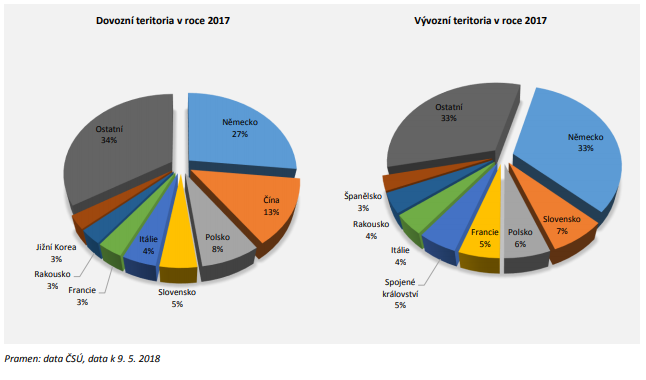 Dovozní teritoria v roce 2017
Německo
27%
Čína
13%
Polsko
8%
Slovensko
5%
Itálie
4%
Francie
3%
Rakousko
3%
Jižní Korea
3%
Ostatní
34%
Vývozní teritoria v roce 2017
Německo
33%
Slovensko
7%
Polsko
6%
Francie
5%
Spojené
království
5%
Itálie
4%
Rakousko
4%
Španělsko
3%
Ostatní
33%
Pramen: data ČSÚ, data k 9. 5. 2018